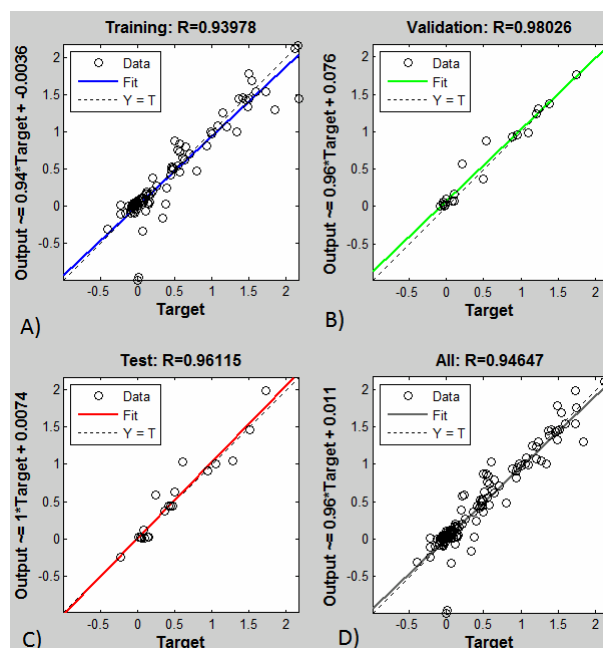 Training: R=0.93978
Output ~= 0.94*Target + -0.0036
Data
Fit
Y = T
2
1.5
1
0.5
0
-0.5
-0.5 0 0.5 1 1.5 2
Target
A)
Validation: R=0.98026
Output ~= 0.96*Target + 0.076
Data
Fit
Y = T
2
1.5
1
0.5
0
-0.5
-0.5 0 0.5 1 1.5 2
Target
B)
Test: R=0.96115
Output ~= 1*Target + 0.0074
Data
Fit
Y = T
2
1.5
1
0.5
0
-0.5
-0.5 0 0.5 1 1.5 2
Target
C)
All: R=0.94647
Output ~= 0.96*Target + 0.011
Data
Fit
Y = T
2
1.5
1
0.5
0
-0.5
-0.5 0 0.5 1 1.5 2
Target
D)